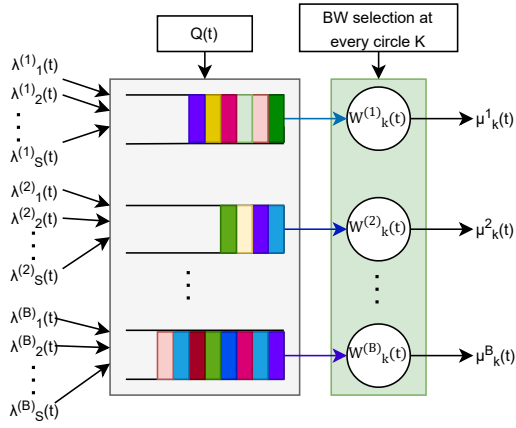 Q(t)
BW selection at
every circle K
λ⁽¹⁾₁(t)
λ⁽¹⁾₂(t)
λ⁽¹⁾S(t)
W⁽¹⁾ₖ(t)
μ¹ₖ(t)
λ⁽²⁾₁(t)
λ⁽²⁾₂(t)
λ⁽²⁾S(t)
W⁽²⁾ₖ(t)
μ²ₖ(t)
λ⁽ᴮ⁾₁(t)
λ⁽ᴮ⁾₂(t)
λ⁽ᴮ⁾S(t)
W⁽ᴮ⁾ₖ(t)
μᴮₖ(t)